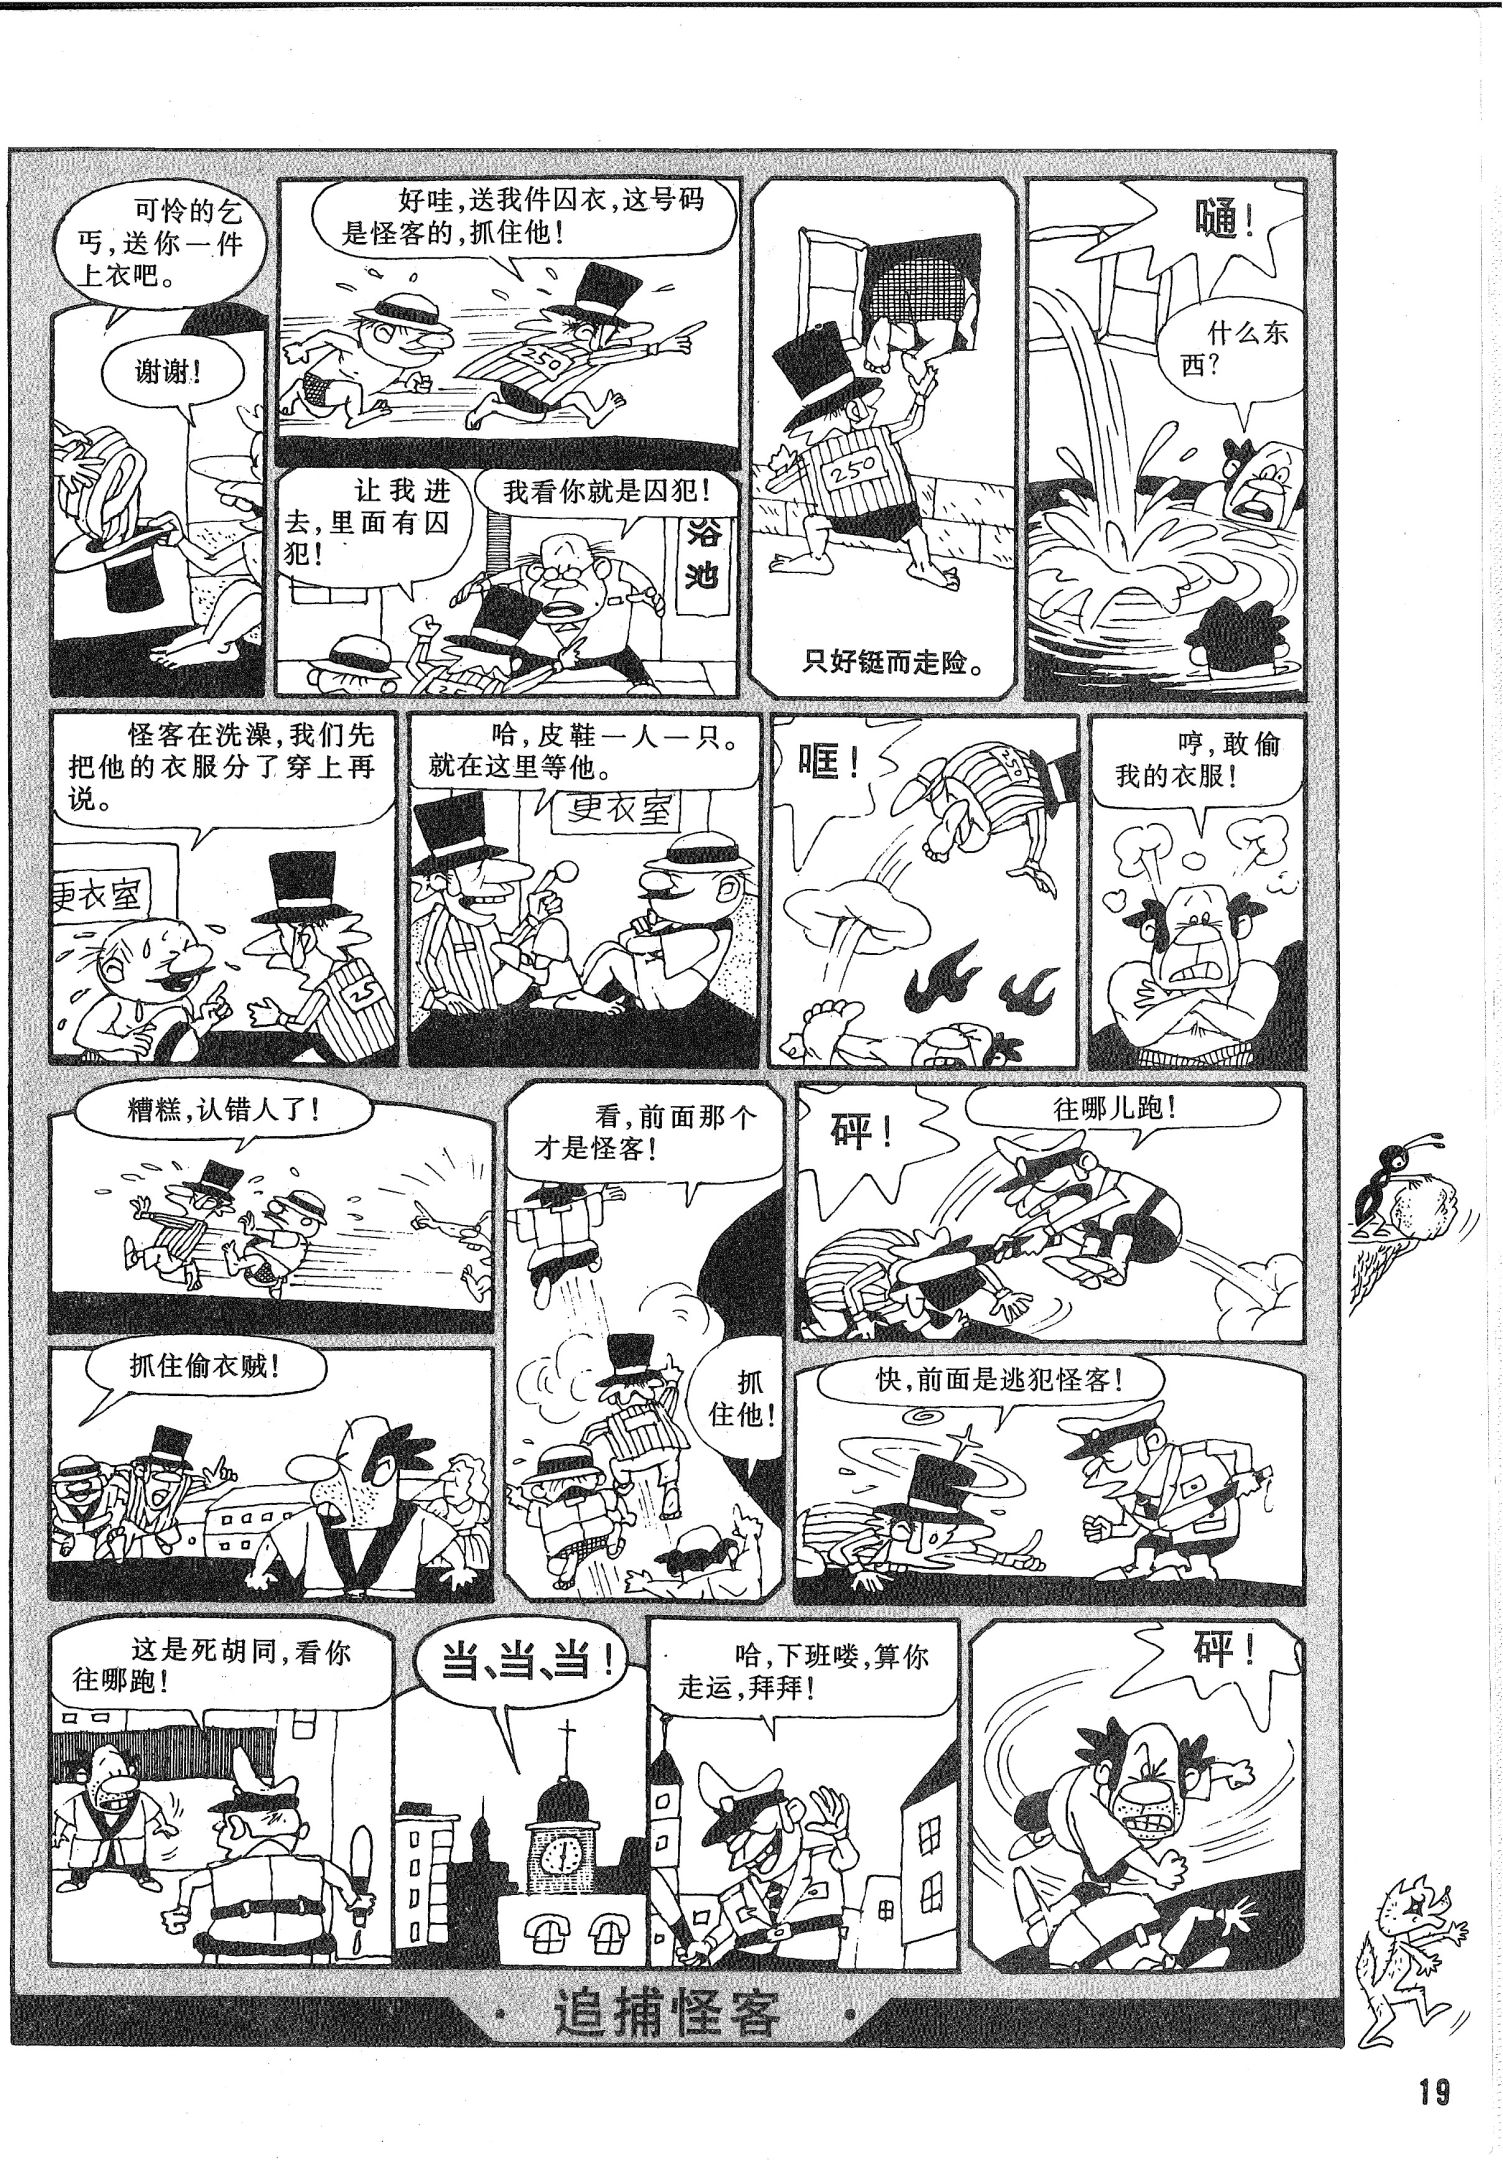 可怜的乞
丐,送你一件
上衣吧。
谢谢!
好哇,送我件囚衣,这号码
是怪客的,抓住他!
250
让我进
去,里面有囚
犯!
我看你就是囚犯!
浴池
250
250
只好铤而走险。
嗵!
什么东
西?
怪客在洗澡,我们先
把他的衣服分了穿上再
说。
更衣室
25
哈,皮鞋一人一只。
就在这里等他。
更衣室
哐!
250
哼,敢偷
我的衣服!
糟糕,认错人了!
抓住偷衣贼!
看,前面那个
才是怪客!
抓
住他!
砰!
往哪儿跑!
快,前面是逃犯怪客!
这是死胡同,看你
往哪跑!
当、当、当!
哈,下班喽,算你
走运,拜拜!
砰!
·追捕怪客·
19